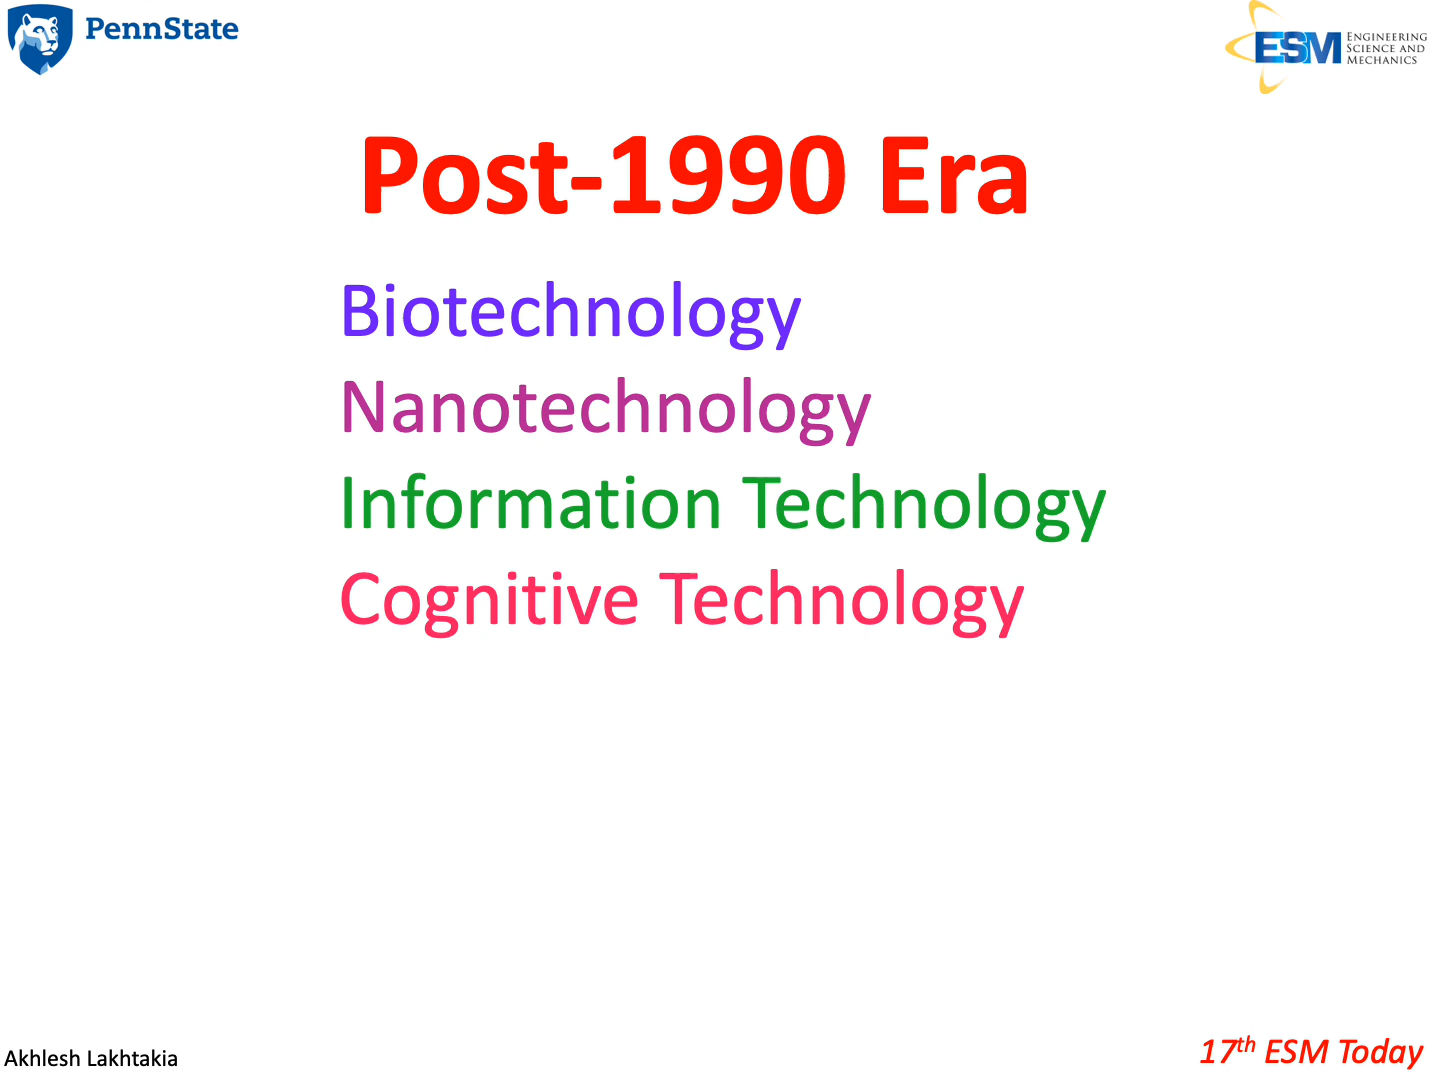 PennState
ESM
ENGINEERING
SCIENCE AND
MECHANICS
Post-1990 Era
Biotechnology
Nanotechnology
Information Technology
Cognitive Technology
Akhlesh Lakhtakia
17th ESM Today